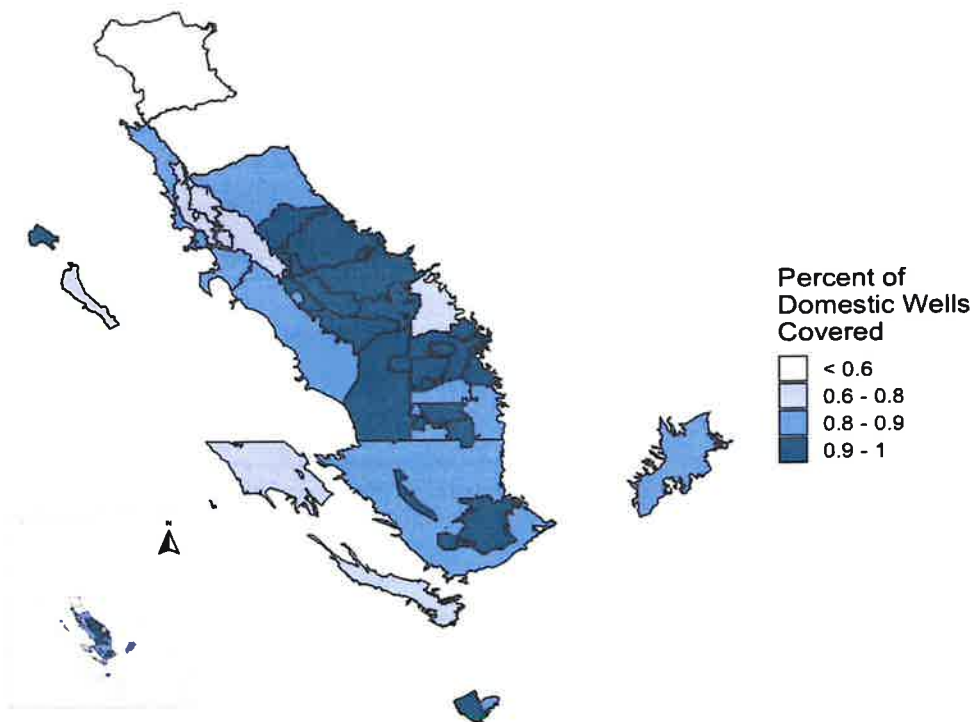 Percent of
Domestic Wells
Covered
< 0.6
0.6 - 0.8
0.8 - 0.9
0.9 - 1
N